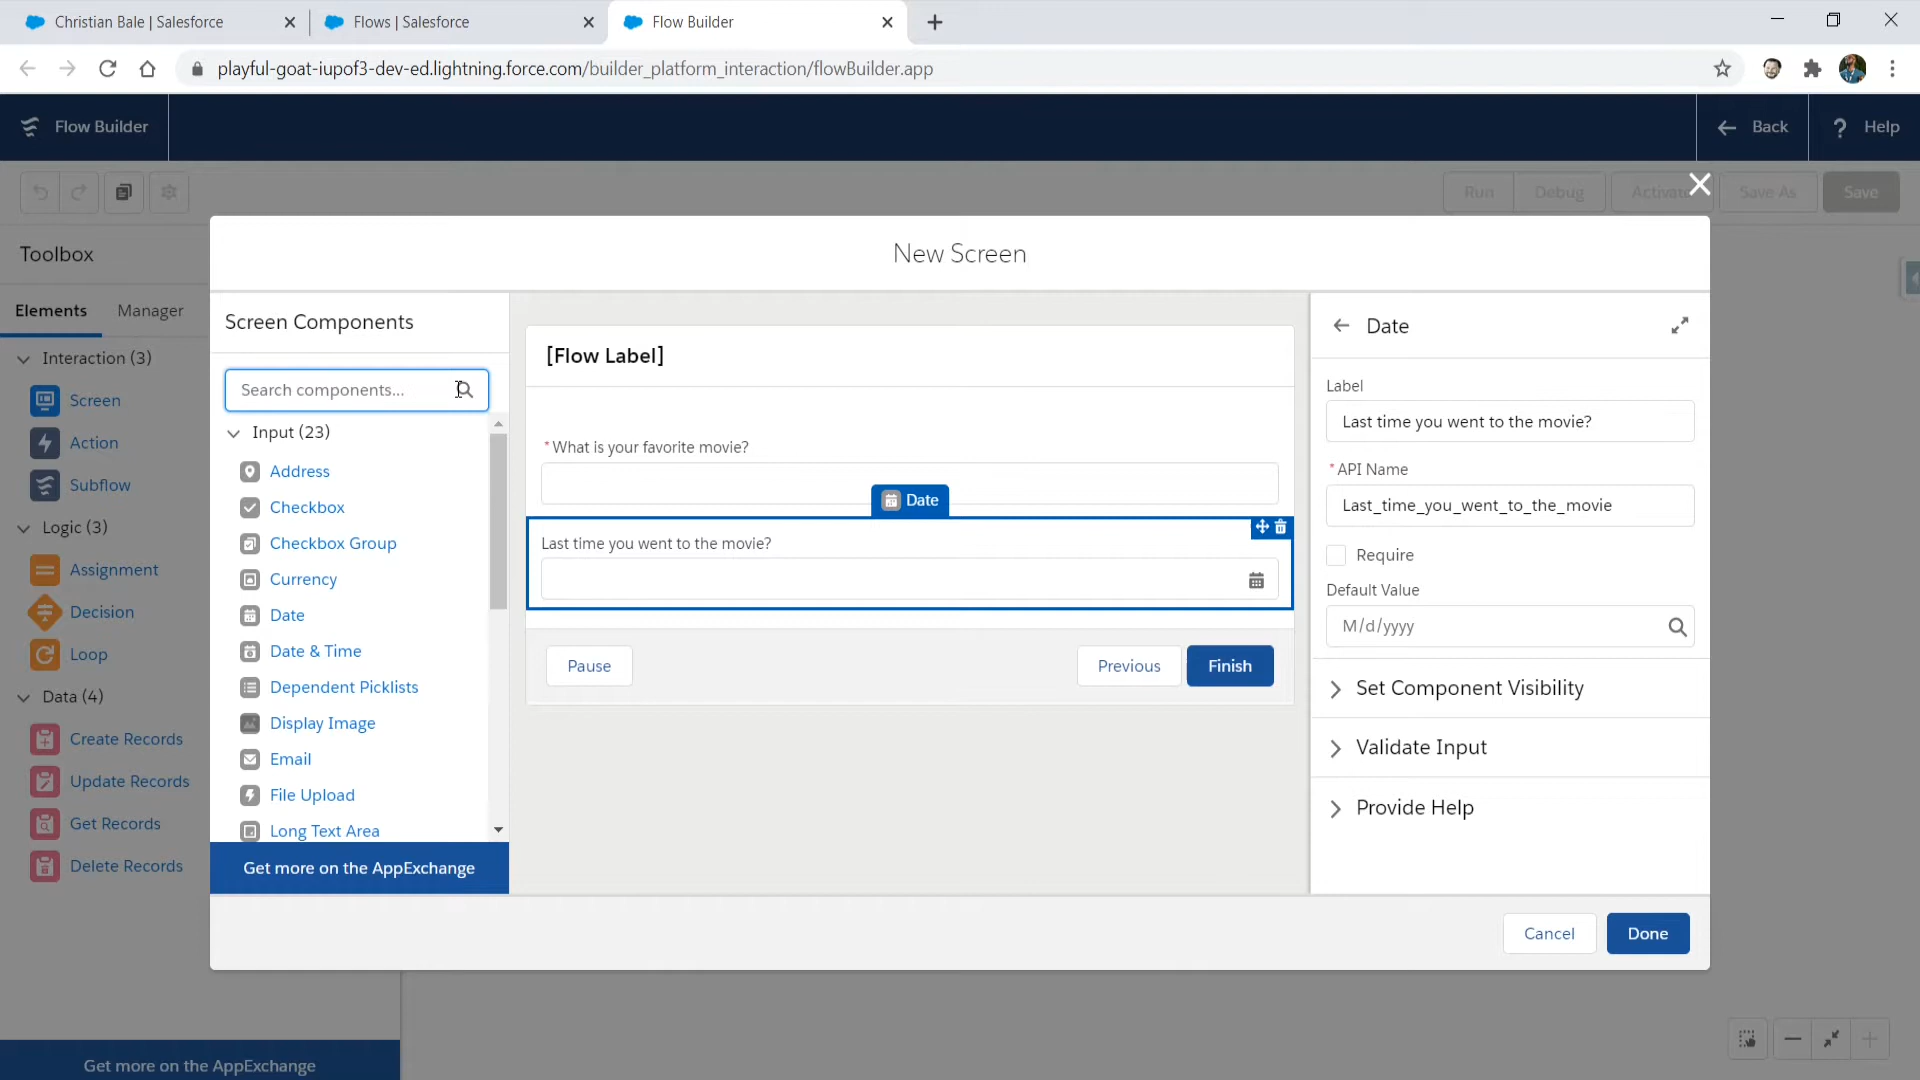 Christian Bale | Salesforce
Flows | Salesforce
Flow Builder
playful-goat-iupof3-dev-ed.lightning.force.com/builder_platform_interaction/flowBuilder.app
Flow Builder
Back
? Help
Run
Debug
Activate
Save As
Save
Toolbox
Elements
Manager
Interaction (3)
Screen
Action
Subflow
Logic (3)
Assignment
Decision
Loop
Data (4)
Create Records
Update Records
Get Records
Delete Records
Get more on the AppExchange
New Screen
Screen Components
Search components...
Input (23)
Address
Checkbox
Checkbox Group
Currency
Date
Date & Time
Dependent Picklists
Display Image
Email
File Upload
Long Text Area
Get more on the AppExchange
[Flow Label]
*What is your favorite movie?
Date
Last time you went to the movie?
Pause
Previous
Finish
Date
Label
Last time you went to the movie?
*API Name
Last_time_you_went_to_the_movie
Require
Default Value
M/d/yyyy
Set Component Visibility
Validate Input
Provide Help
Cancel
Done